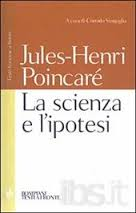 A cura di Corrado Sinigaglia
Jules-Henri
Poincaré
La scienza
e l'ipotesi
BOMPIANI
TESTI A FRONTE
ibs.it